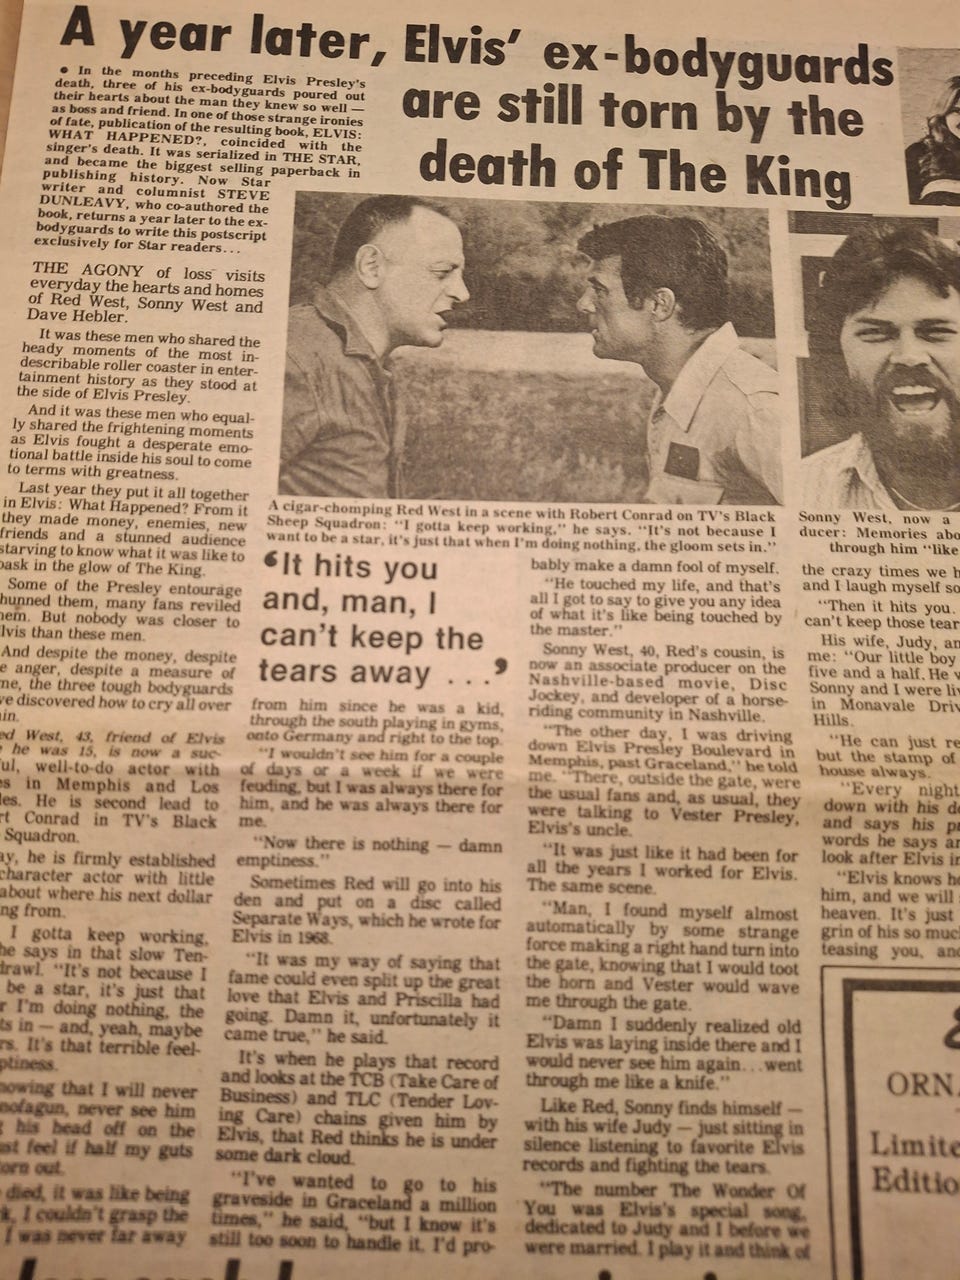 A year later, Elvis' ex-bodyguards
are still torn by the
death of The King
• In the months preceding Elvis Presley's
death, three of his ex-bodyguards poured out
their hearts about the man they knew so well —
as boss and friend. In one of those strange ironies
of fate, publication of the resulting book, ELVIS:
WHAT HAPPENED?, coincided with the
singer's death. It was serialized in THE STAR,
and became the biggest selling paperback in
publishing history. Now Star
writer and columnist STEVE
DUNLEAVY, who co-authored the
book, returns a year later to the ex-
bodyguards to write this postscript
exclusively for Star readers...
THE AGONY of loss visits
everyday the hearts and homes
of Red West, Sonny West and
Dave Hebler.
It was these men who shared the
heady moments of the most in-
describable roller coaster in enter-
tainment history as they stood at
the side of Elvis Presley.
And it was these men who equal-
ly shared the frightening moments
as Elvis fought a desperate emo-
tional battle inside his soul to come
to terms with greatness.
Last year they put it all together
in Elvis: What Happened? From it
they made money, enemies, new
friends and a stunned audience
starving to know what it was like to
bask in the glow of The King.
Some of the Presley entourage
hunned them, many fans reviled
hem. But nobody was closer to
lvis than these men.
And despite the money, despite
e anger, despite a measure of
me, the three tough bodyguards
ve discovered how to cry all over
ain.
ed West, 43, friend of Elvis
e he was 15, is now a suc-
ful, well-to-do actor with
es in Memphis and Los
les. He is second lead to
rt Conrad in TV's Black
Squadron.
ay, he is firmly established
character actor with little
about where his next dollar
ng from.
I gotta keep working,
he says in that slow Ten-
drawl. "It's not because I
be a star, it's just that
r I'm doing nothing, the
ts in — and, yeah, maybe
rs. It's that terrible feel-
ptiness.
nowing that I will never
nofagun, never see him
g his head off on the
ust feel if half my guts
orn out.
died, it was like being
k, I couldn't grasp the
I was never far away
A cigar-chomping Red West in a scene with Robert Conrad on TV's Black
Sheep Squadron: "I gotta keep working," he says. "It's not because I
want to be a star, it's just that when I'm doing nothing, the gloom sets in."
'It hits you
and, man, I
can't keep the
tears away ...'
from him since he was a kid,
through the south playing in gyms,
onto Germany and right to the top.
"I wouldn't see him for a couple
of days or a week if we were
feuding, but I was always there for
him, and he was always there for
me.
"Now there is nothing — damn
emptiness."
Sometimes Red will go into his
den and put on a disc called
Separate Ways, which he wrote for
Elvis in 1968.
"It was my way of saying that
fame could even split up the great
love that Elvis and Priscilla had
going. Damn it, unfortunately it
came true," he said.
It's when he plays that record
and looks at the TCB (Take Care of
Business) and TLC (Tender Lov-
ing Care) chains given him by
Elvis, that Red thinks he is under
some dark cloud.
"I've wanted to go to his
graveside in Graceland a million
times," he said, "but I know it's
still too soon to handle it. I'd pro-
bably make a damn fool of myself.
"He touched my life, and that's
all I got to say to give you any idea
of what it's like being touched by
the master."
Sonny West, 40, Red's cousin, is
now an associate producer on the
Nashville-based movie, Disc
Jockey, and developer of a horse-
riding community in Nashville.
"The other day, I was driving
down Elvis Presley Boulevard in
Memphis, past Graceland," he told
me. "There, outside the gate, were
the usual fans and, as usual, they
were talking to Vester Presley,
Elvis's uncle.
"It was just like it had been for
all the years I worked for Elvis.
The same scene.
"Man, I found myself almost
automatically by some strange
force making a right hand turn into
the gate, knowing that I would toot
the horn and Vester would wave
me through the gate.
"Damn I suddenly realized old
Elvis was laying inside there and I
would never see him again...went
through me like a knife."
Like Red, Sonny finds himself —
with his wife Judy — just sitting in
silence listening to favorite Elvis
records and fighting the tears.
"The number The Wonder Of
You was Elvis's special song,
dedicated to Judy and I before we
were married. I play it and think of
Sonny West, now a
ducer: Memories abo
through him "like
the crazy times we h
and I laugh myself so
"Then it hits you.
can't keep those tear
His wife, Judy, an
me: "Our little boy
five and a half. He w
Sonny and I were liv
in Monavale Driv
Hills.
"He can just re
but the stamp of
house always.
"Every night
down with his de
and says his p
words he says ar
look after Elvis in
"Elvis knows he
him, and we will
heaven. It's just
grin of his so muc
teasing you, and
ORNA
Limite
Editio